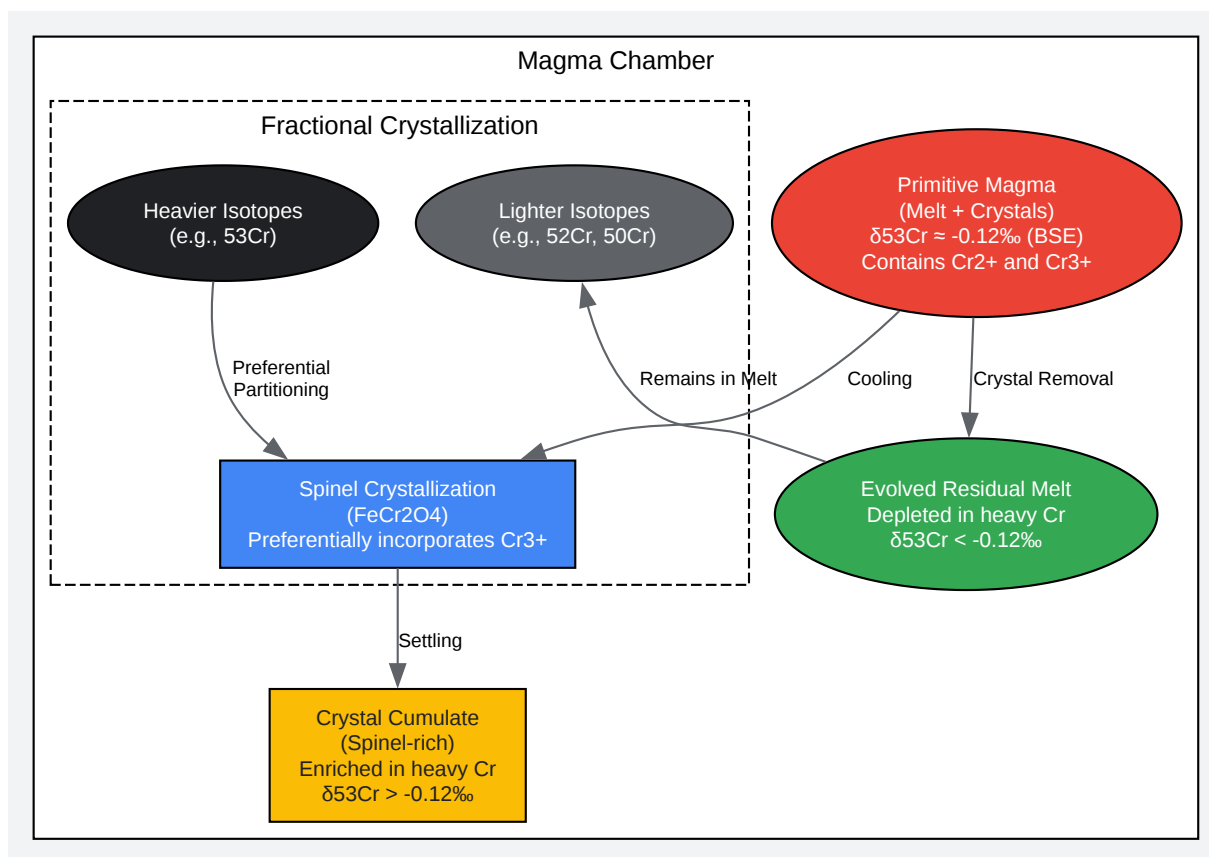 Magma Chamber
Fractional Crystallization
Heavier Isotopes
(e.g., 53Cr)
Lighter Isotopes
(e.g., 52Cr, 50Cr)
Primitive Magma
(Melt + Crystals)
δ53Cr ≈ -0.12‰ (BSE)
Contains Cr2+ and Cr3+
Preferential
Partitioning
Remains in Melt
Cooling
Crystal Removal
Spinel Crystallization
(FeCr2O4)
Preferentially incorporates Cr3+
Evolved Residual Melt
Depleted in heavy Cr
δ53Cr < -0.12‰
Settling
Crystal Cumulate
(Spinel-rich)
Enriched in heavy Cr
δ53Cr > -0.12‰